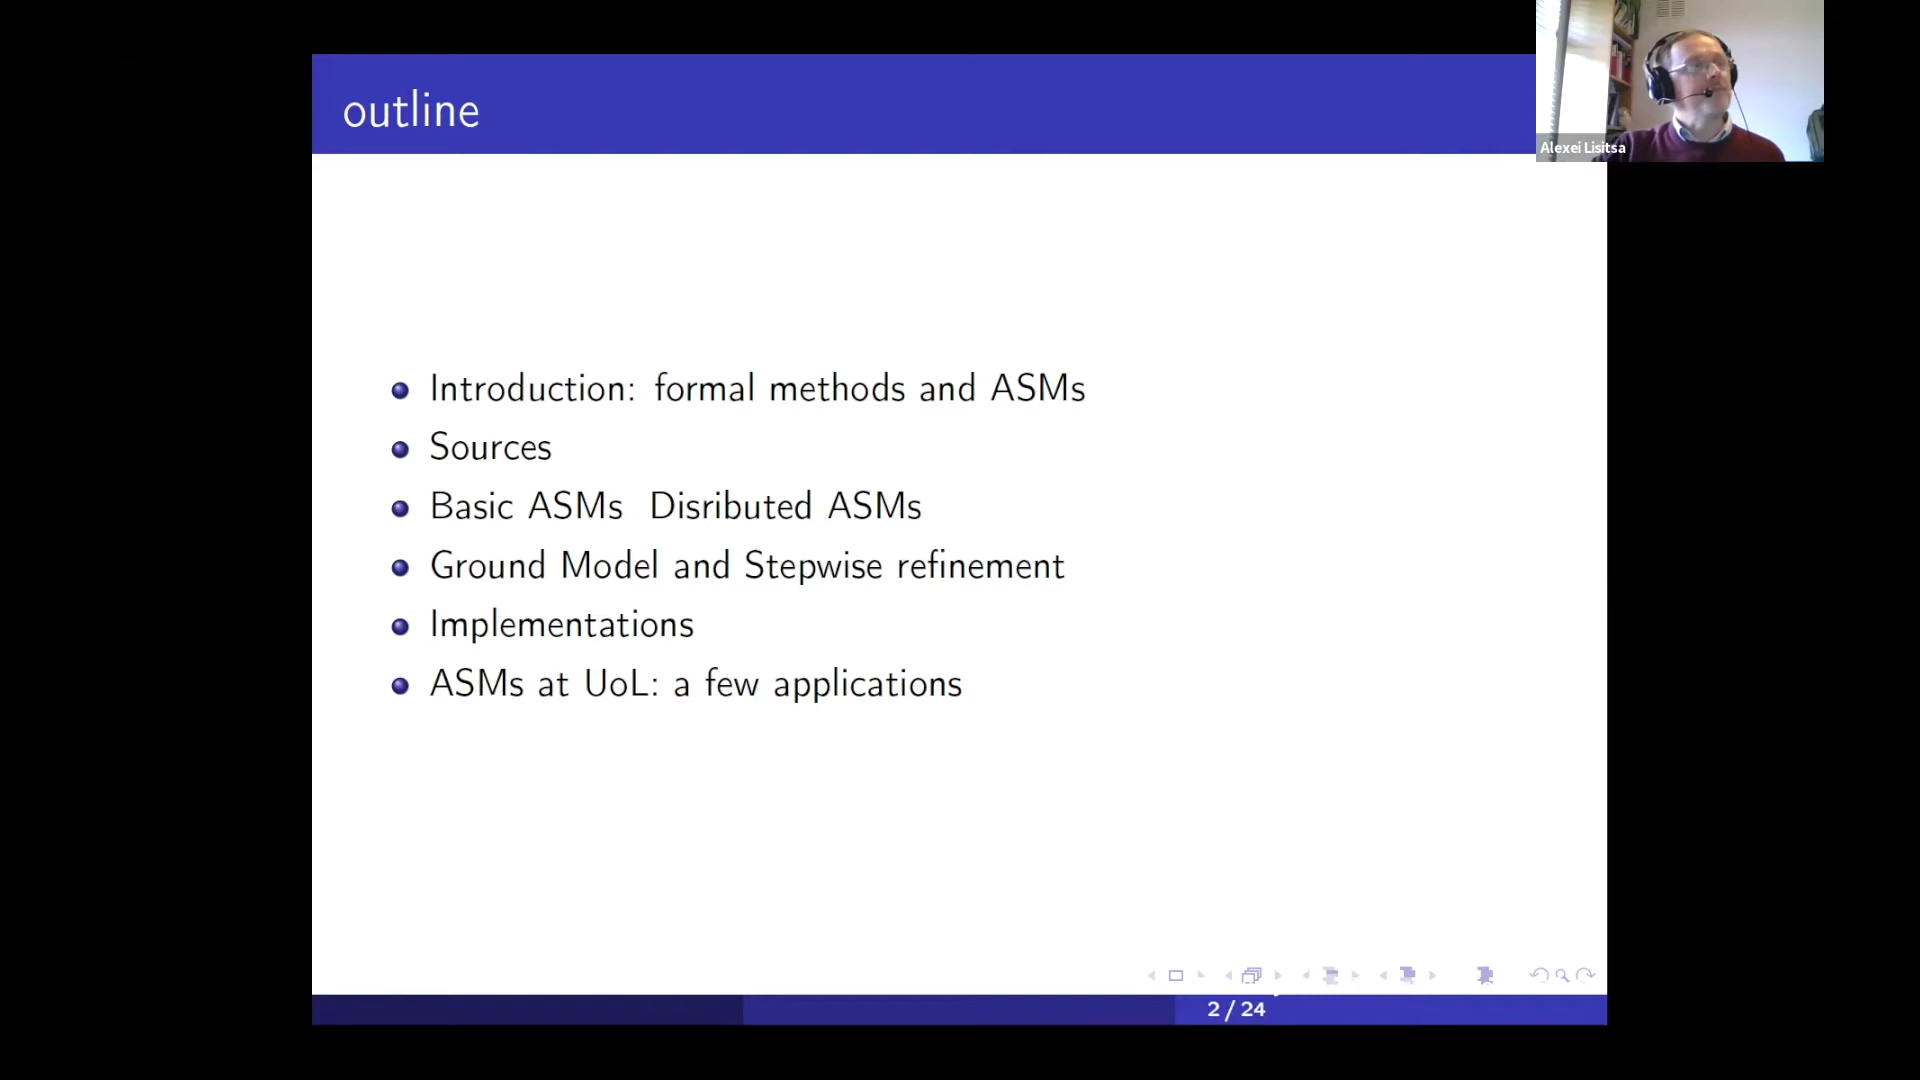 outline
Alexei Lisitsa
Introduction: formal methods and ASMs
Sources
Basic ASMs Disributed ASMs
Ground Model and Stepwise refinement
Implementations
ASMs at UoL: a few applications
2 / 24